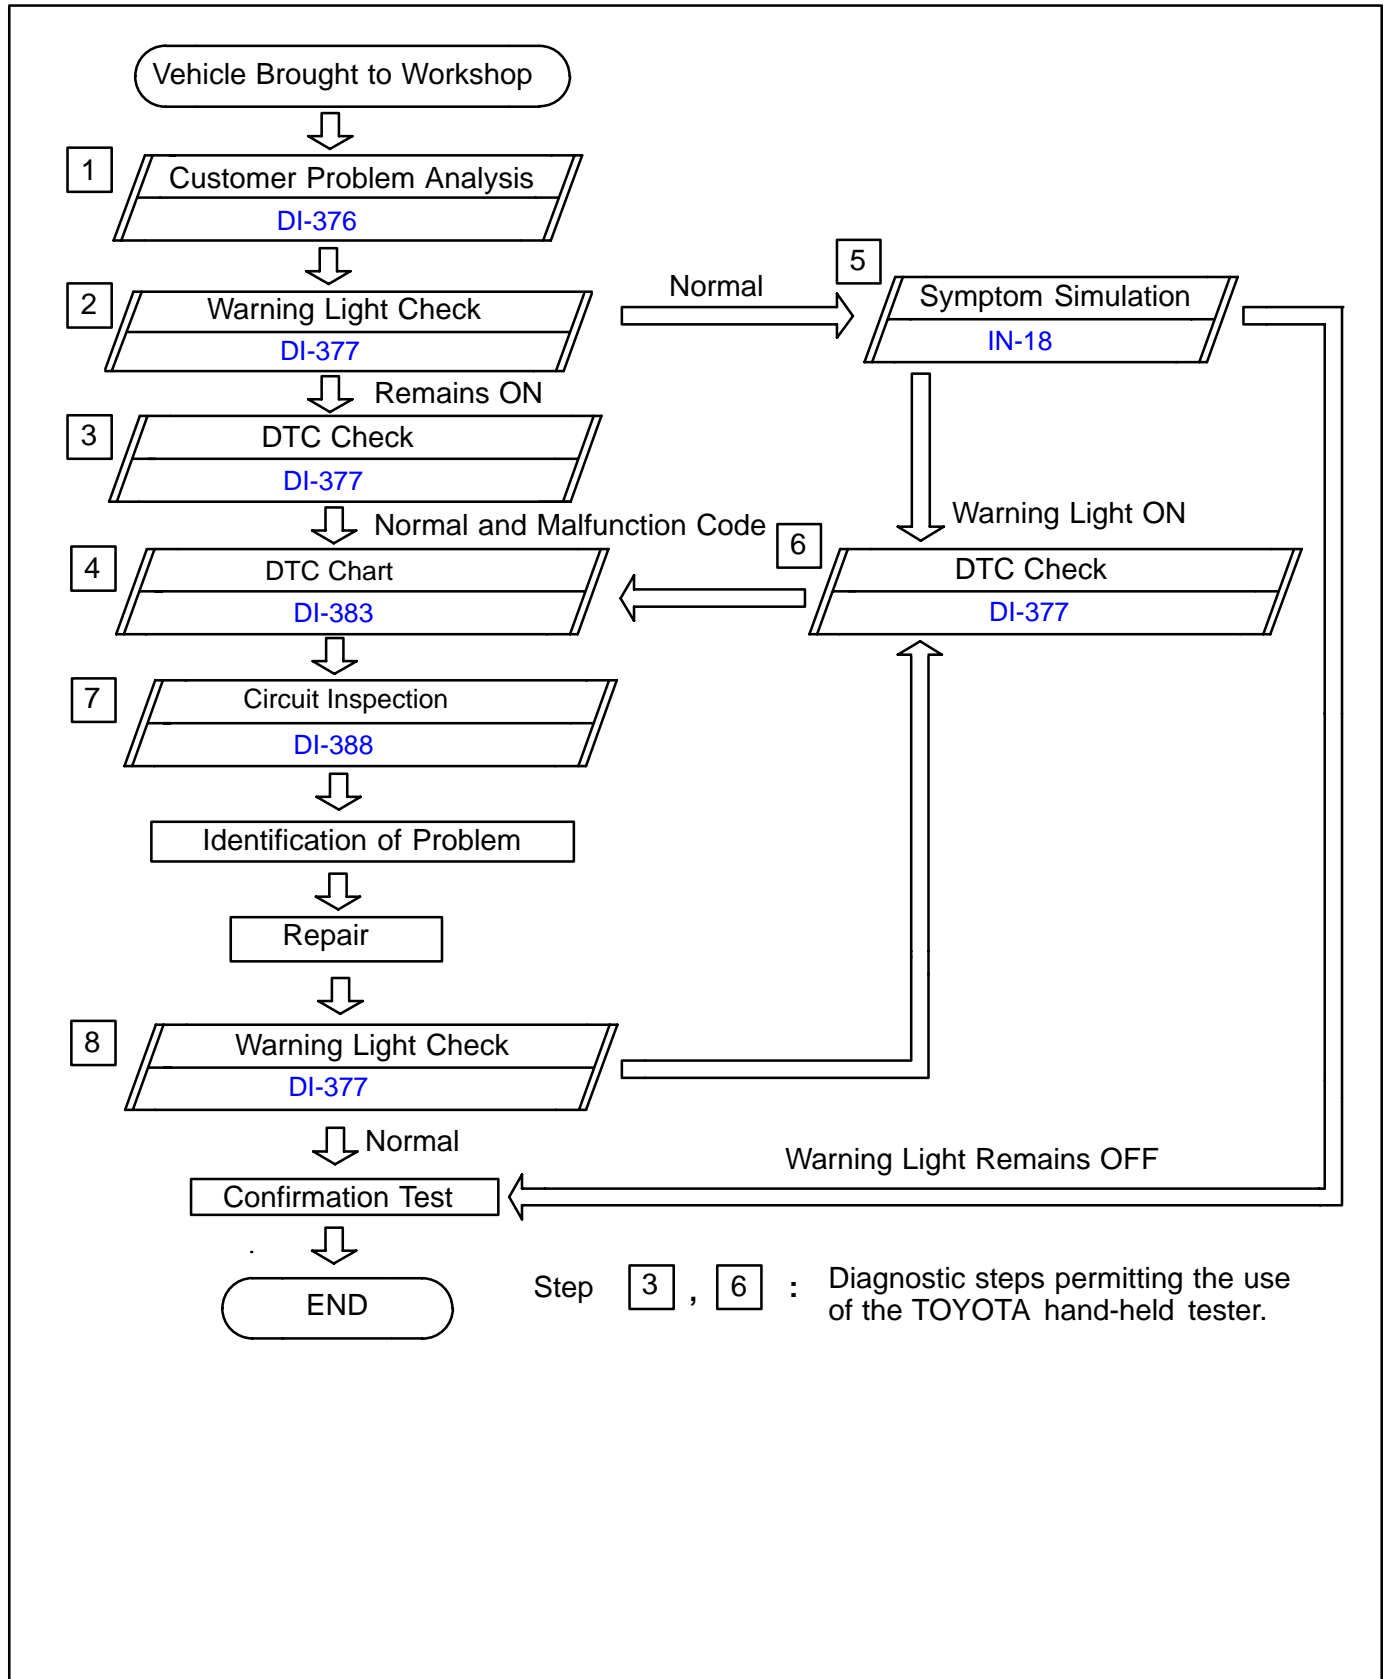 Vehicle Brought to Workshop
1
Customer Problem Analysis
DI-376
2
Warning Light Check
DI-377
Normal
5
Symptom Simulation
IN-18
Remains ON
3
DTC Check
DI-377
Normal and Malfunction Code
Warning Light ON
4
DTC Chart
DI-383
6
DTC Check
DI-377
7
Circuit Inspection
DI-388
Identification of Problem
Repair
8
Warning Light Check
DI-377
Normal
Warning Light Remains OFF
Confirmation Test
END
Step 3 , 6 : Diagnostic steps permitting the use
of the TOYOTA hand-held tester.